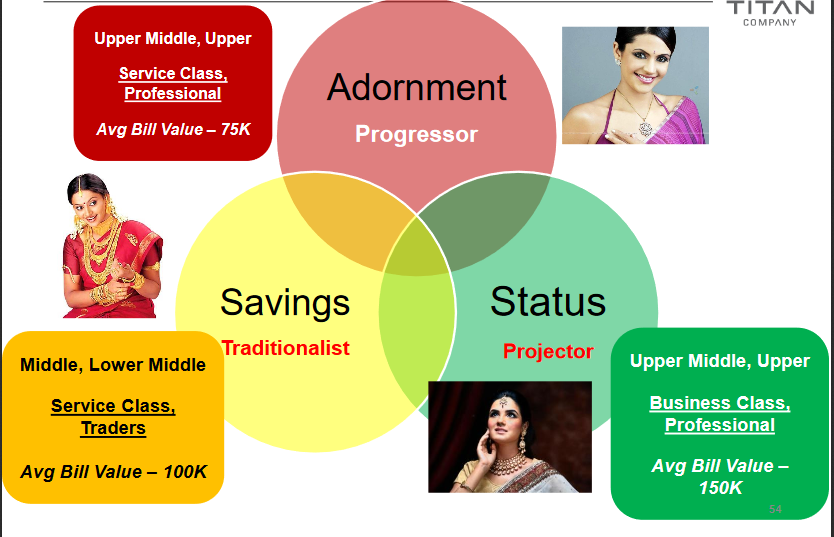 TITAN
COMPANY
Upper Middle, Upper
Service Class,
Professional
Avg Bill Value – 75K
Adornment
Progressor
Savings
Traditionalist
Status
Projector
Middle, Lower Middle
Service Class,
Traders
Avg Bill Value – 100K
Upper Middle, Upper
Business Class,
Professional
Avg Bill Value –
150K
54